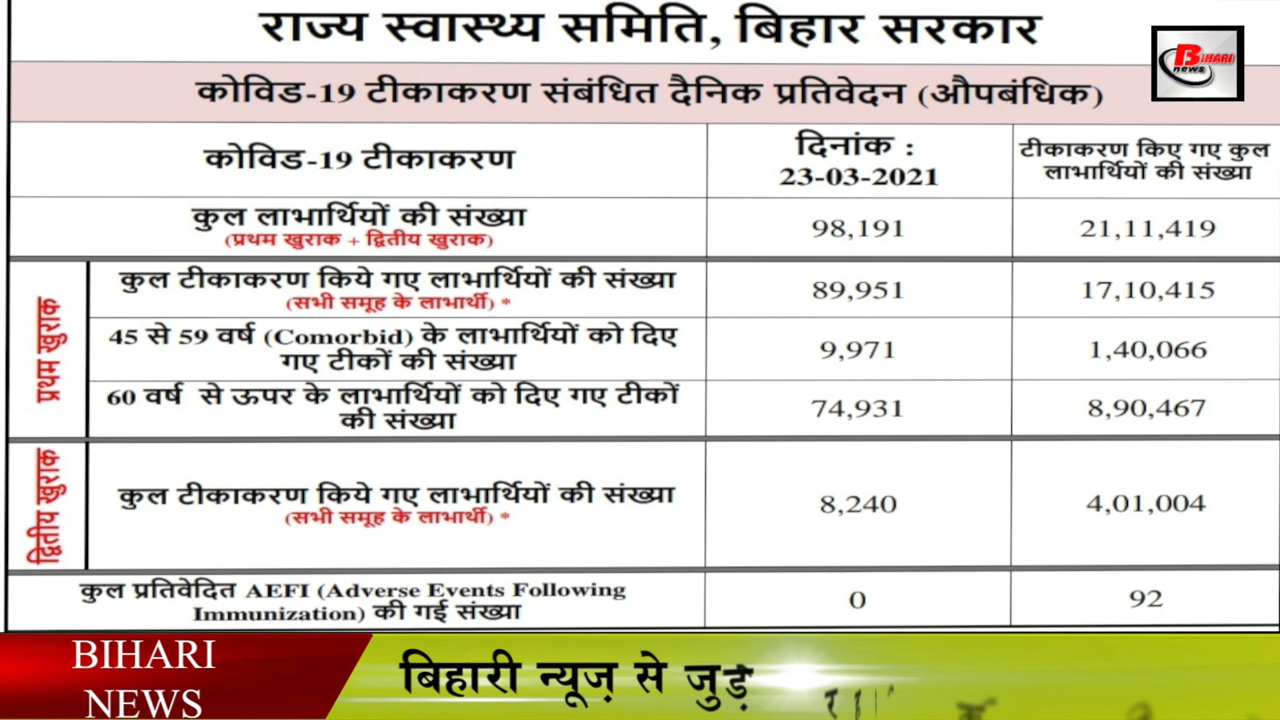 राज्य स्वास्थ्य समिति, बिहार सरकार
BIHARI
news
कोविड-19 टीकाकरण संबंधित दैनिक प्रतिवेदन (औपबंधिक)
कोविड-19 टीकाकरण
दिनांक :
23-03-2021
टीकाकरण किए गए कुल
लाभार्थियों की संख्या
कुल लाभार्थियों की संख्या
(प्रथम खुराक + द्वितीय खुराक)
98,191
21,11,419
प्रथम खुराक
कुल टीकाकरण किये गए लाभार्थियों की संख्या
(सभी समूह के लाभार्थी) *
89,951
17,10,415
45 से 59 वर्ष (Comorbid) के लाभार्थियों को दिए
गए टीकों की संख्या
9,971
1,40,066
60 वर्ष से ऊपर के लाभार्थियों को दिए गए टीकों
की संख्या
74,931
8,90,467
द्वितीय खुराक
कुल टीकाकरण किये गए लाभार्थियों की संख्या
(सभी समूह के लाभार्थी) *
8,240
4,01,004
कुल प्रतिवेदित AEFI (Adverse Events Following
Immunization) की गई संख्या
0
92
BIHARI
NEWS
बिहारी न्यूज़ से जुड़े